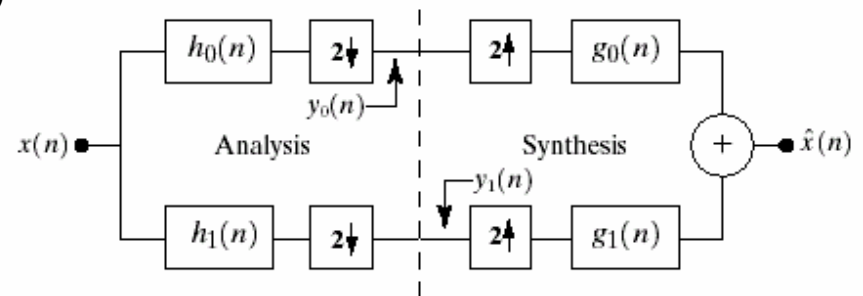 h₀(n) 2↓ 2↑ g₀(n)
y₀(n)
x(n) Analysis Synthesis + x̂(n)
y₁(n)
h₁(n) 2↓ 2↑ g₁(n)